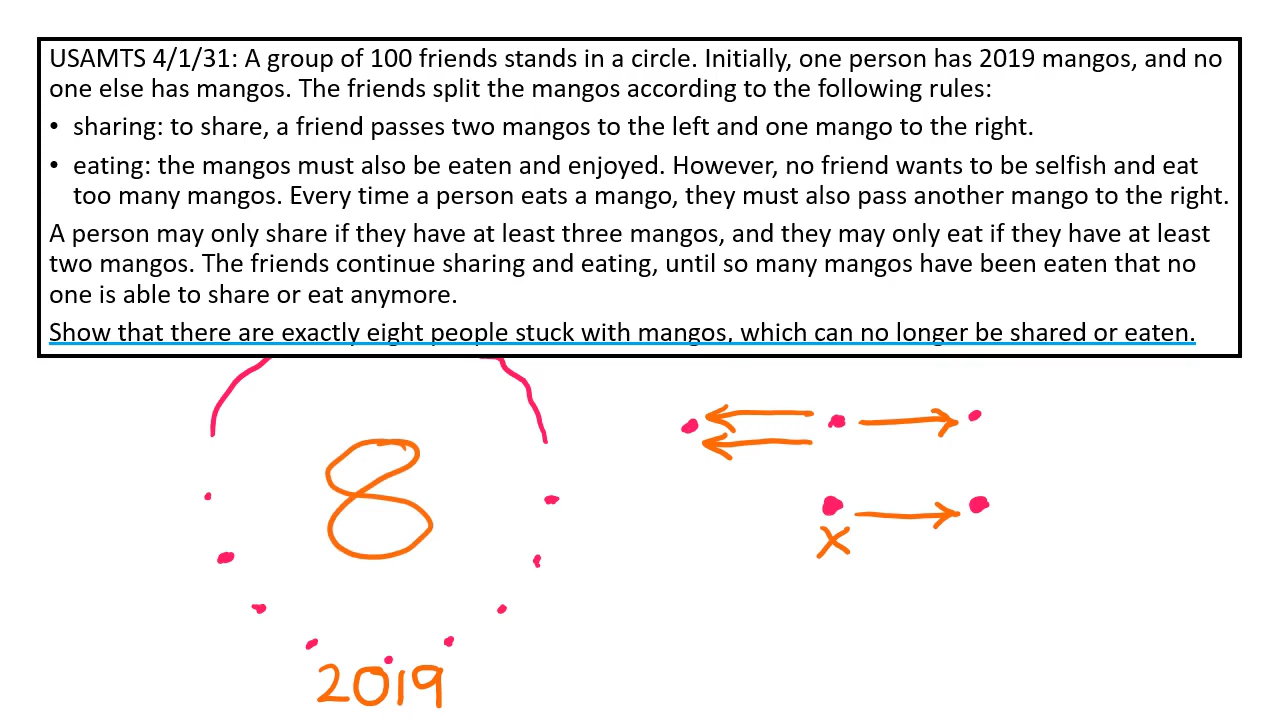 USAMTS 4/1/31: A group of 100 friends stands in a circle. Initially, one person has 2019 mangos, and no
one else has mangos. The friends split the mangos according to the following rules:
• sharing: to share, a friend passes two mangos to the left and one mango to the right.
• eating: the mangos must also be eaten and enjoyed. However, no friend wants to be selfish and eat
too many mangos. Every time a person eats a mango, they must also pass another mango to the right.
A person may only share if they have at least three mangos, and they may only eat if they have at least
two mangos. The friends continue sharing and eating, until so many mangos have been eaten that no
one is able to share or eat anymore.
Show that there are exactly eight people stuck with mangos, which can no longer be shared or eaten.
8
X
2019